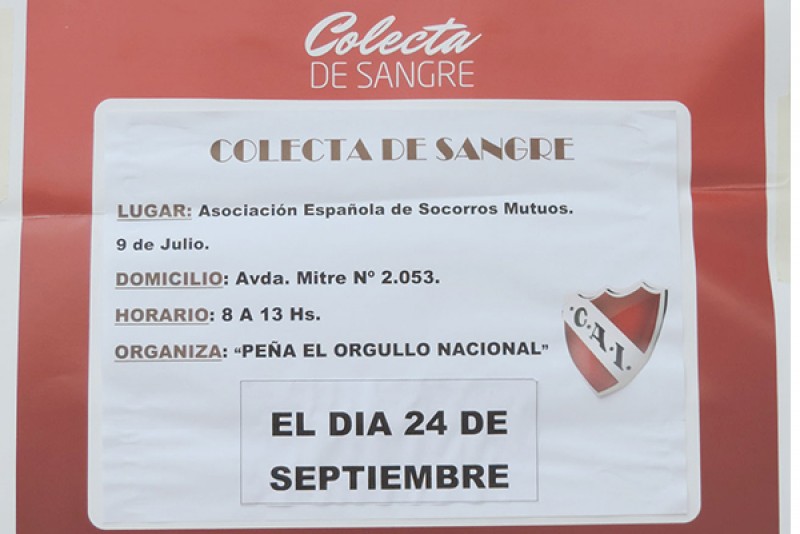 Colecta
DE SANGRE
COLECTA DE SANGRE
LUGAR: Asociación Española de Socorros Mutuos.
9 de Julio.
DOMICILIO: Avda. Mitre Nº 2.053.
HORARIO: 8 A 13 Hs.
ORGANIZA: “PEÑA EL ORGULLO NACIONAL”
C.A.I.
EL DIA 24 DE
SEPTIEMBRE